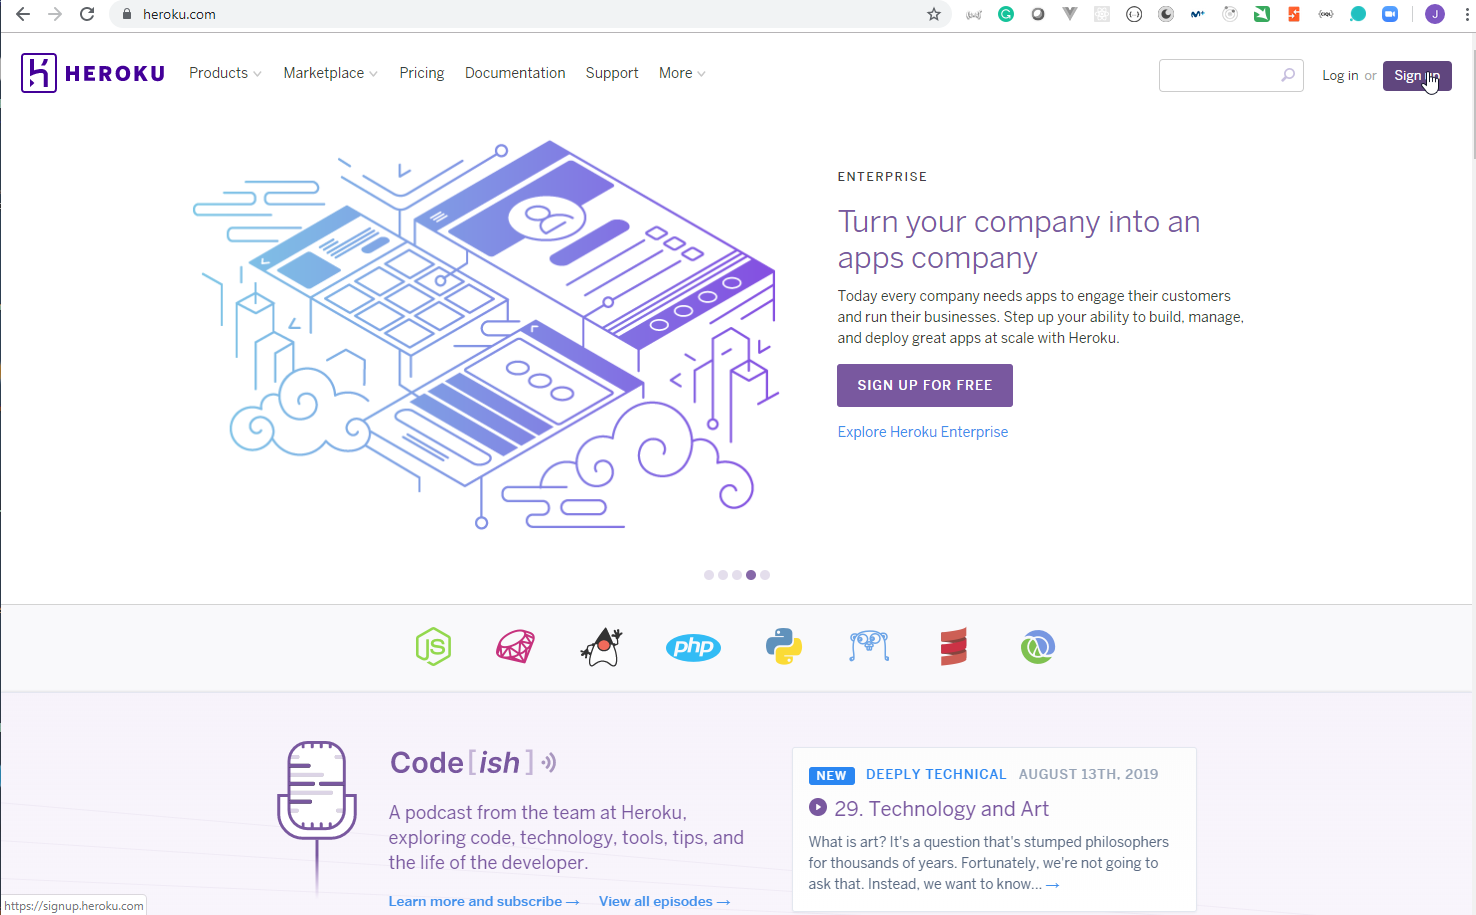 heroku.com
HEROKU
Products
Marketplace
Pricing
Documentation
Support
More
Log in or
Sign
ENTERPRISE
Turn your company into an
apps company
Today every company needs apps to engage their customers
and run their businesses. Step up your ability to build, manage,
and deploy great apps at scale with Heroku.
SIGN UP FOR FREE
Explore Heroku Enterprise
JS
php
Code[ish]
A podcast from the team at Heroku,
exploring code, technology, tools, tips, and
the life of the developer.
Learn more and subscribe →
View all episodes →
NEW DEEPLY TECHNICAL AUGUST 13TH, 2019
29. Technology and Art
What is art? It's a question that's stumped philosophers
for thousands of years. Fortunately, we're not going to
ask that. Instead, we want to know... →
https://signup.heroku.com